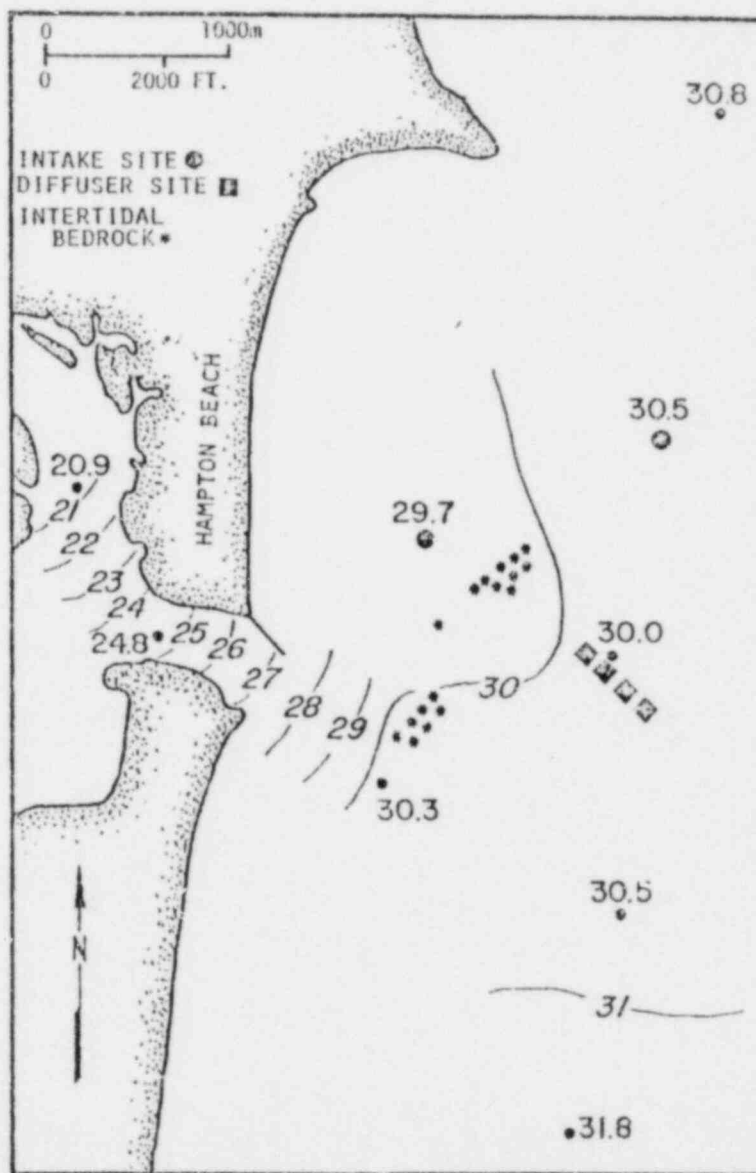 0 1000m
0 2000 FT.
30.8
INTAKE SITE
DIFFUSER SITE
INTERTIDAL
BEDROCK
HAMPTON BEACH
30.5
20.9
21
29.7
22
23
24
25
24.8
26
30.0
27
30
28
29
30.3
30.5
N
31
31.8